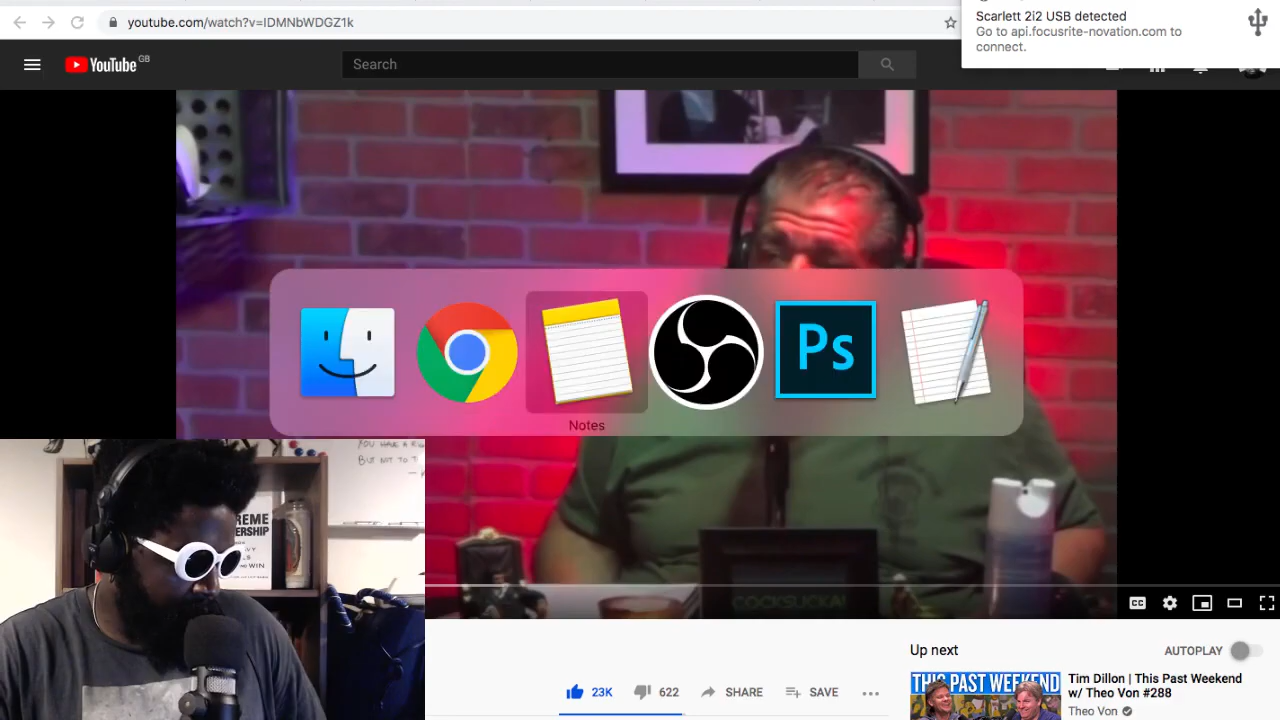 youtube.com/watch?v=IDMNbWDGZ1k
Scarlett 2i2 USB detected
Go to api.focusrite-novation.com to
connect.
YouTube GB
Search
Ps
Notes
YOU HAVE A
BUT NOT TO
REME
ERSHIP
WIN
COCKSUCKA!
CC
Up next
AUTOPLAY
23K
622
SHARE
SAVE
THIS PAST WEEKEND
Tim Dillon | This Past Weekend
w/ Theo Von #288
Theo Von